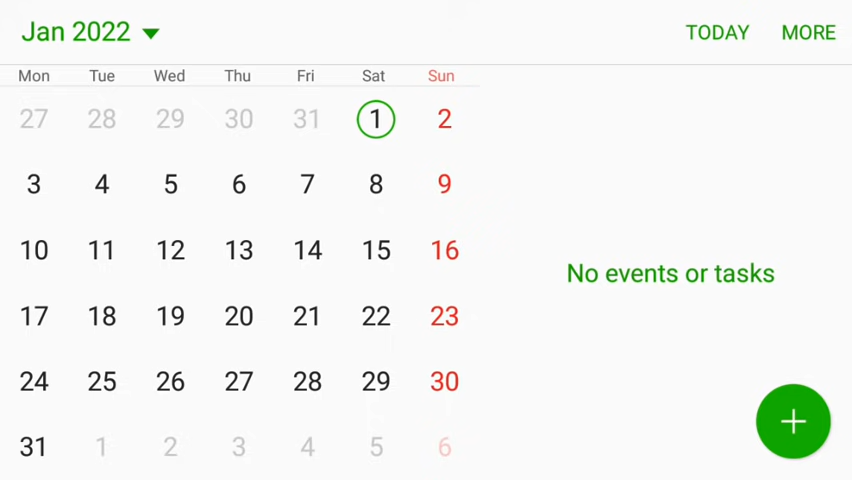 Jan 2022
TODAY MORE
Mon Tue Wed Thu Fri Sat Sun
27 28 29 30 31 1 2
3 4 5 6 7 8 9
10 11 12 13 14 15 16
No events or tasks
17 18 19 20 21 22 23
24 25 26 27 28 29 30
31 1 2 3 4 5 6